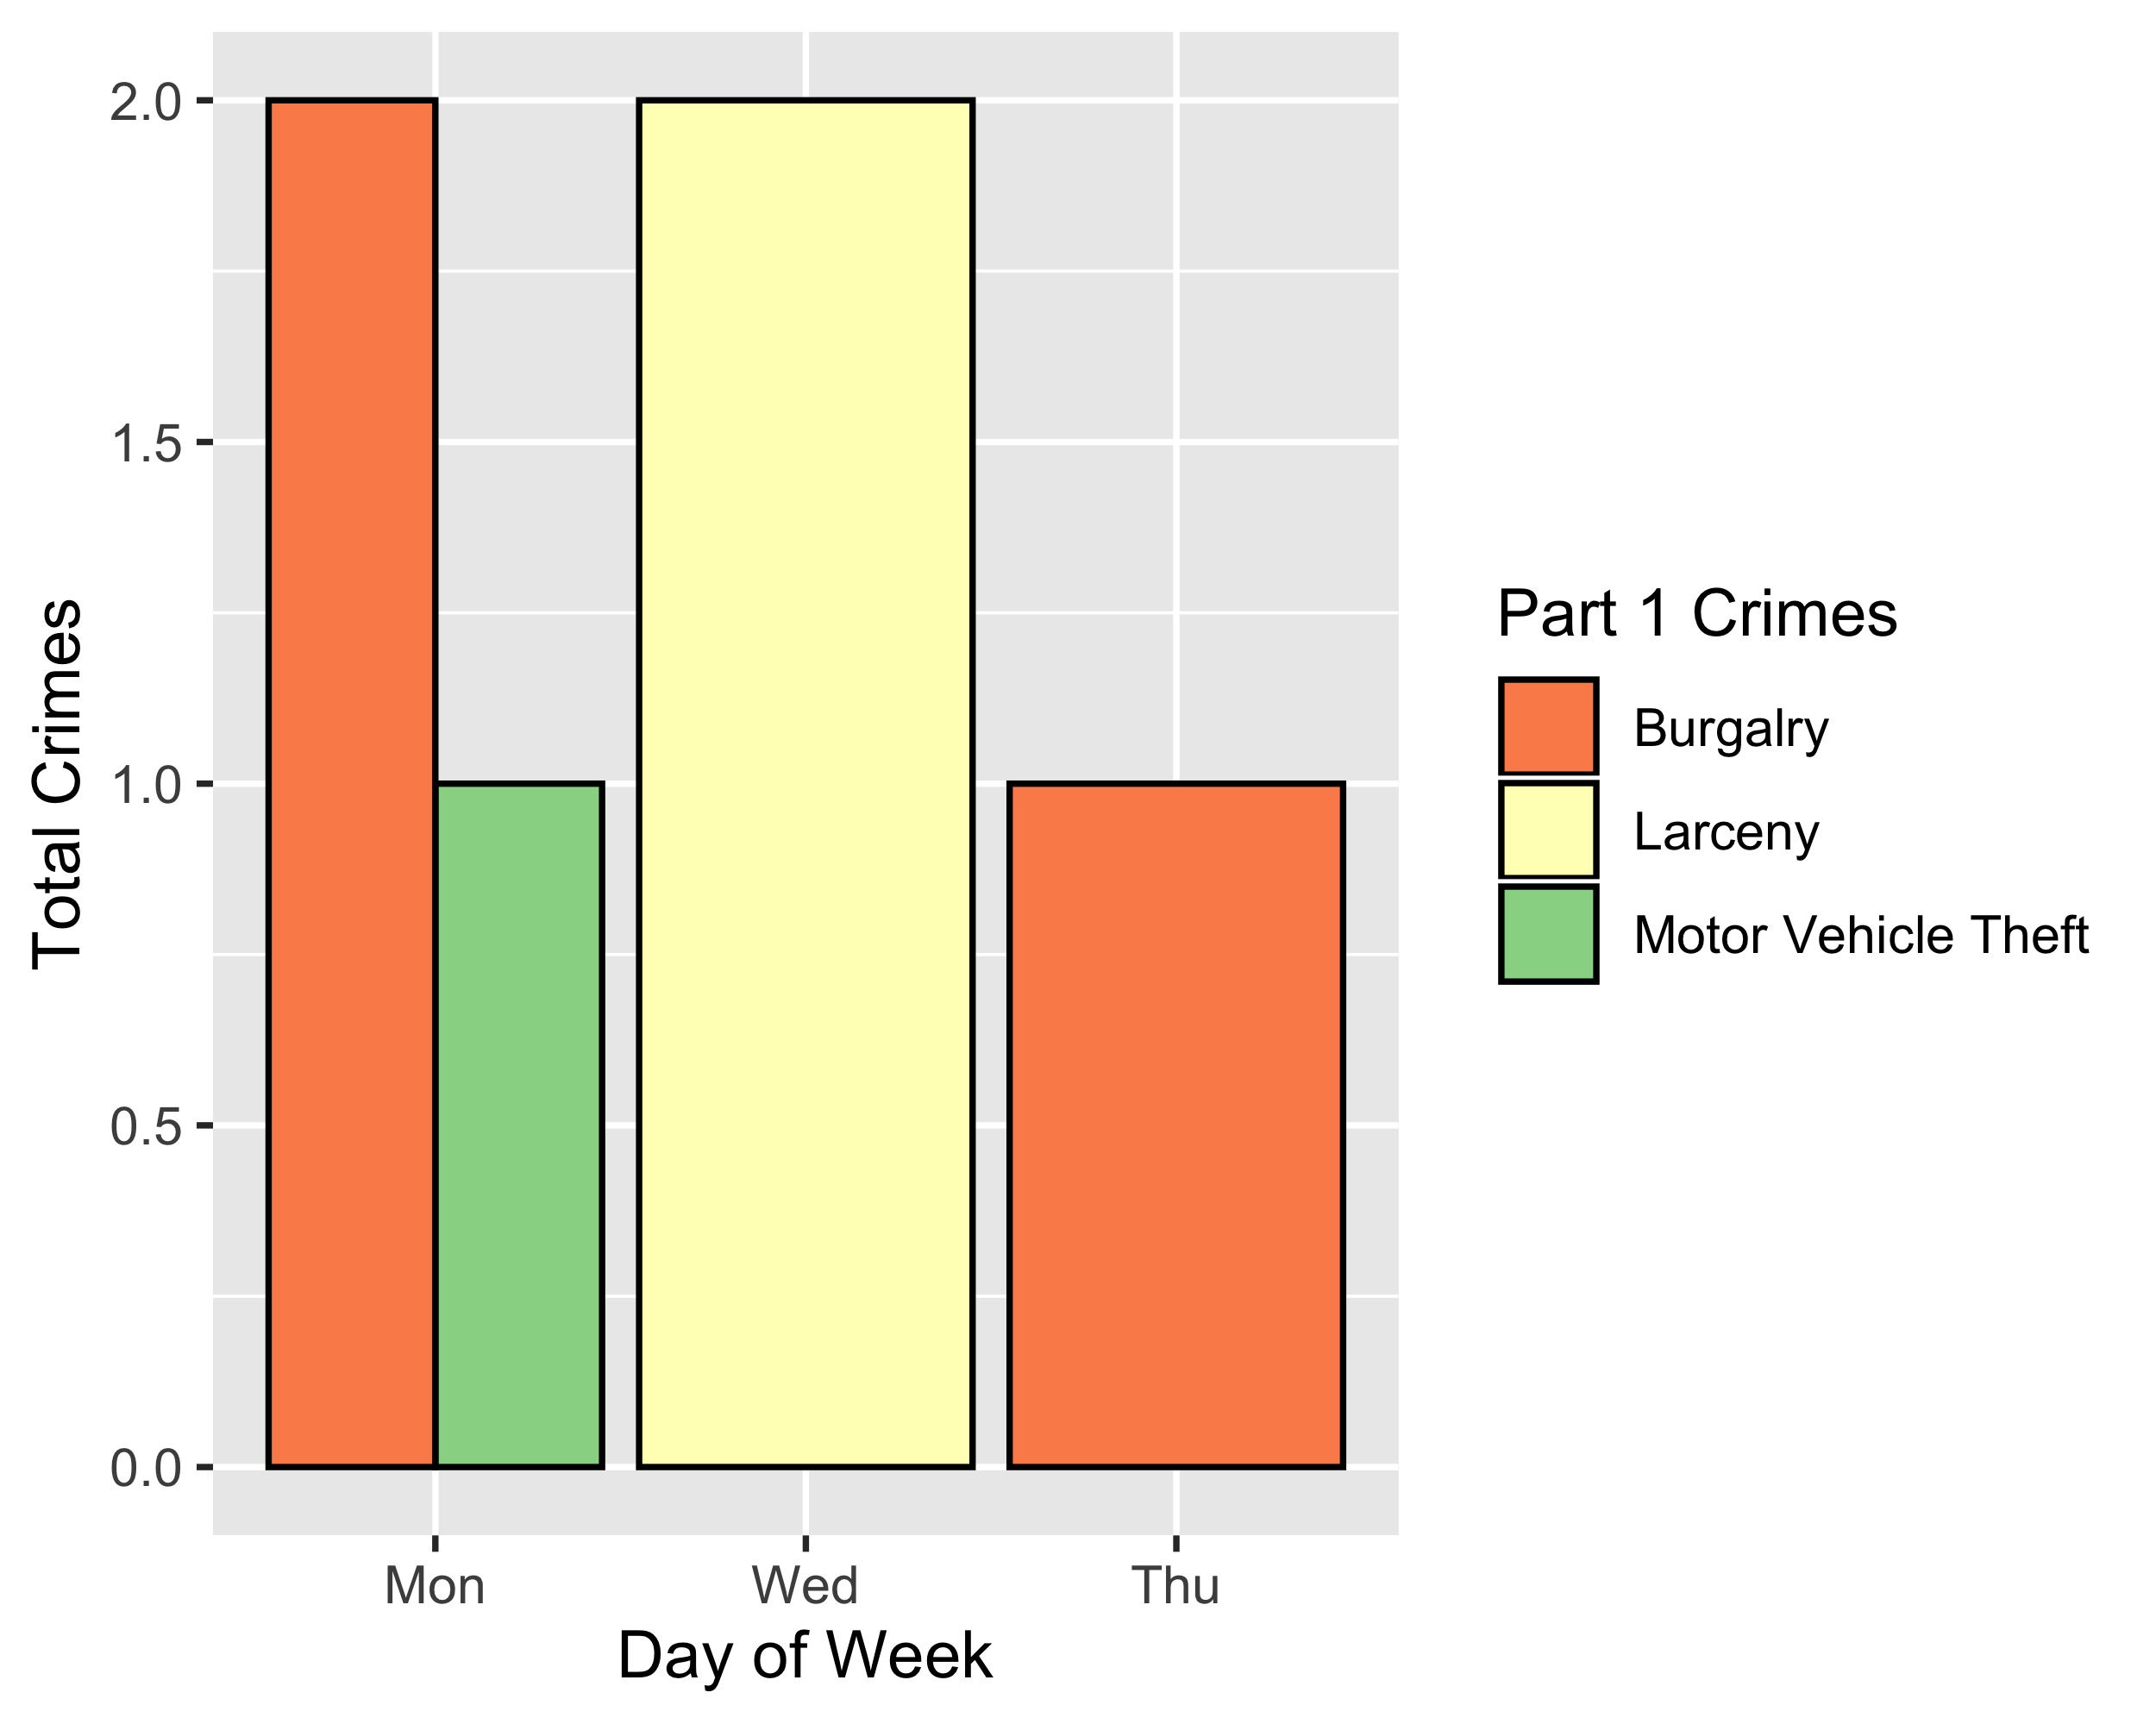 2.0
1.5
1.0
0.5
0.0
Total Crimes
Mon Wed Thu
Day of Week
Part 1 Crimes
Burgalry
Larceny
Motor Vehicle Theft